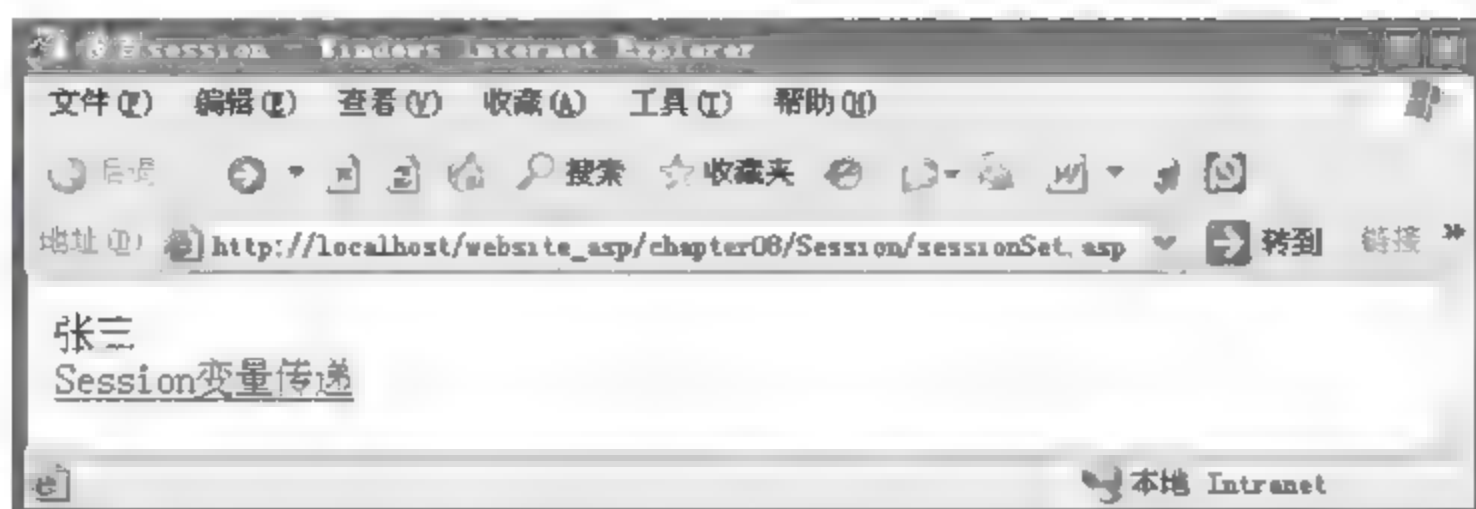 session - Windows Internet Explorer
文件(F) 编辑(E) 查看(V) 收藏(A) 工具(T) 帮助(H)
后退 搜索 收藏夹
地址(D) http://localhost/website_asp/chapter08/Session/sessionSet.asp 转到 链接 »
张三
Session变量传递
本地 Intranet